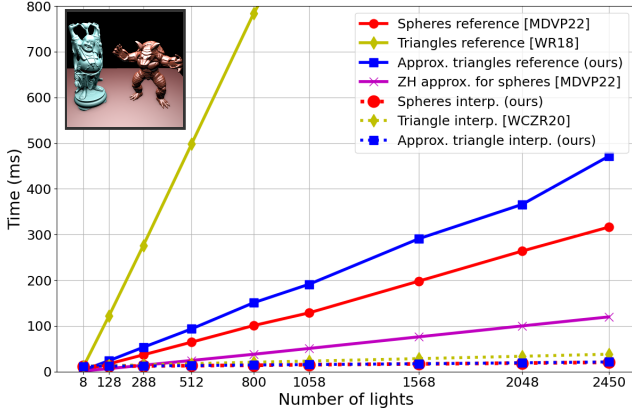 800
700
600
500
400
300
200
100
0
Time (ms)
Spheres reference [MDVP22]
Triangles reference [WR18]
Approx. triangles reference (ours)
ZH approx. for spheres [MDVP22]
Spheres interp. (ours)
Triangle interp. [WCZR20]
Approx. triangle interp. (ours)
8 128 288 512 800 1058 1568 2048 2450
Number of lights